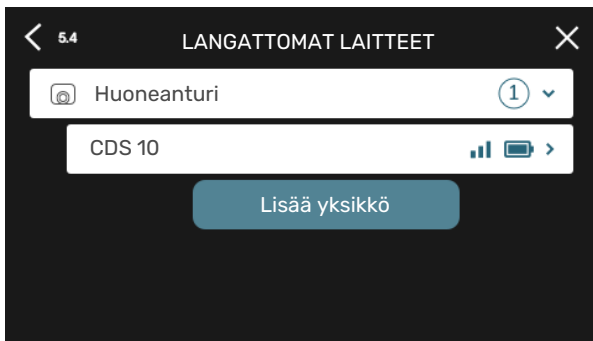 5.4 LANGATTOMAT LAITTEET
Huoneanturi 1
CDS 10
Lisää yksikkö